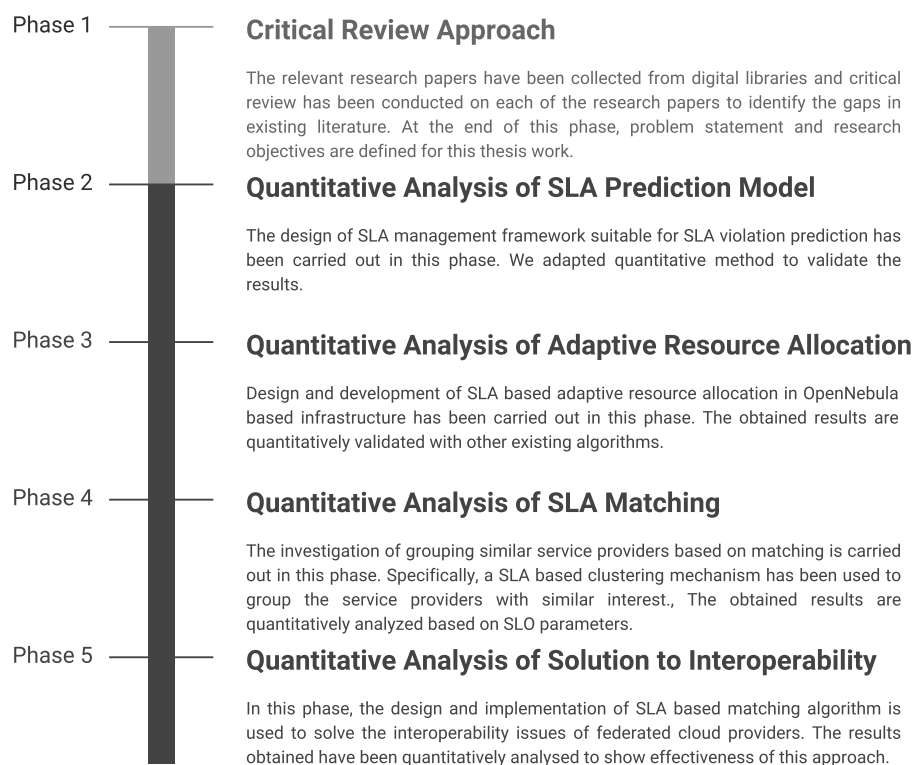 Phase 1
Critical Review Approach
The relevant research papers have been collected from digital libraries and critical
review has been conducted on each of the research papers to identify the gaps in
existing literature. At the end of this phase, problem statement and research
objectives are defined for this thesis work.
Phase 2
Quantitative Analysis of SLA Prediction Model
The design of SLA management framework suitable for SLA violation prediction has
been carried out in this phase. We adapted quantitative method to validate the
results.
Phase 3
Quantitative Analysis of Adaptive Resource Allocation
Design and development of SLA based adaptive resource allocation in OpenNebula
based infrastructure has been carried out in this phase. The obtained results are
quantitatively validated with other existing algorithms.
Phase 4
Quantitative Analysis of SLA Matching
The investigation of grouping similar service providers based on matching is carried
out in this phase. Specifically, a SLA based clustering mechanism has been used to
group the service providers with similar interest., The obtained results are
quantitatively analyzed based on SLO parameters.
Phase 5
Quantitative Analysis of Solution to Interoperability
In this phase, the design and implementation of SLA based matching algorithm is
used to solve the interoperability issues of federated cloud providers. The results
obtained have been quantitatively analysed to show effectiveness of this approach.